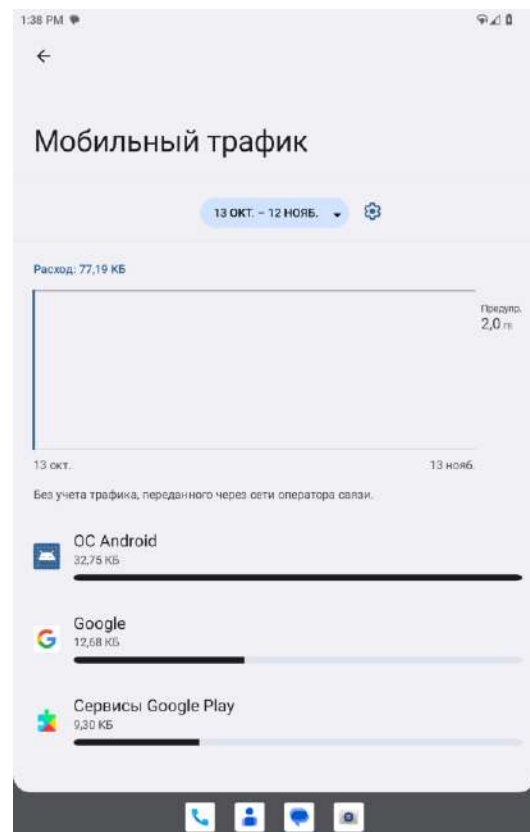 1:38 PM
Мобильный трафик
13 ОКТ. – 12 НОЯБ.
Расход: 77,19 КБ
Предупр.
2,0 ГБ
13 окт.
13 нояб.
Без учета трафика, переданного через сети оператора связи.
ОС Android
32,75 КБ
Google
12,68 КБ
Сервисы Google Play
9,30 КБ